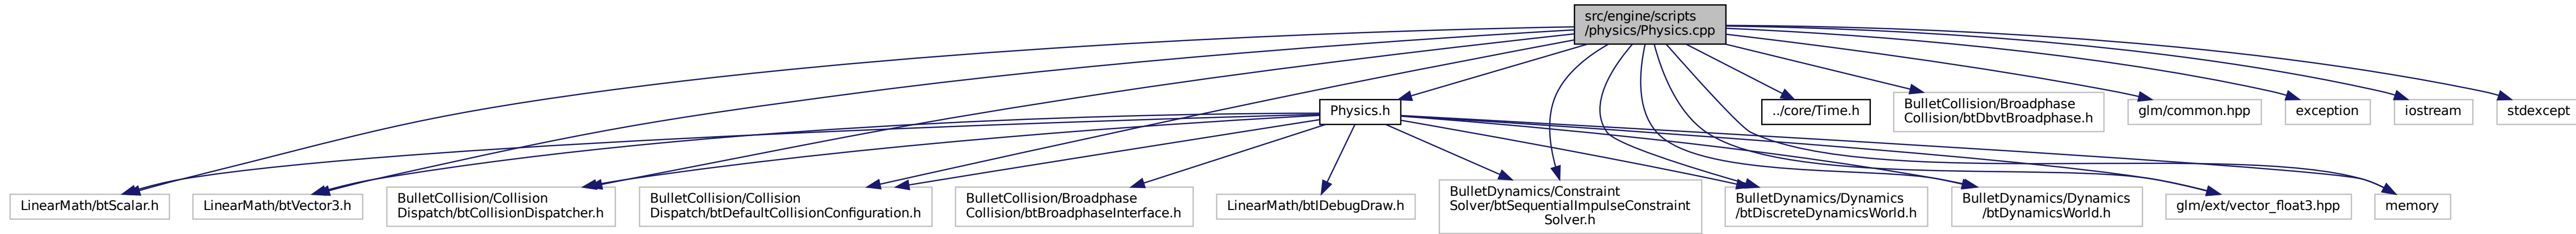 src/engine/scripts
/physics/Physics.cpp
Physics.h
../core/Time.h
BulletCollision/Broadphase
Collision/btDbvtBroadphase.h
glm/common.hpp
exception
iostream
stdexcept
LinearMath/btScalar.h
LinearMath/btVector3.h
BulletCollision/Collision
Dispatch/btCollisionDispatcher.h
BulletCollision/Collision
Dispatch/btDefaultCollisionConfiguration.h
BulletCollision/Broadphase
Collision/btBroadphaseInterface.h
LinearMath/btIDebugDraw.h
BulletDynamics/Constraint
Solver/btSequentialImpulseConstraint
Solver.h
BulletDynamics/Dynamics
/btDiscreteDynamicsWorld.h
BulletDynamics/Dynamics
/btDynamicsWorld.h
glm/ext/vector_float3.hpp
memory